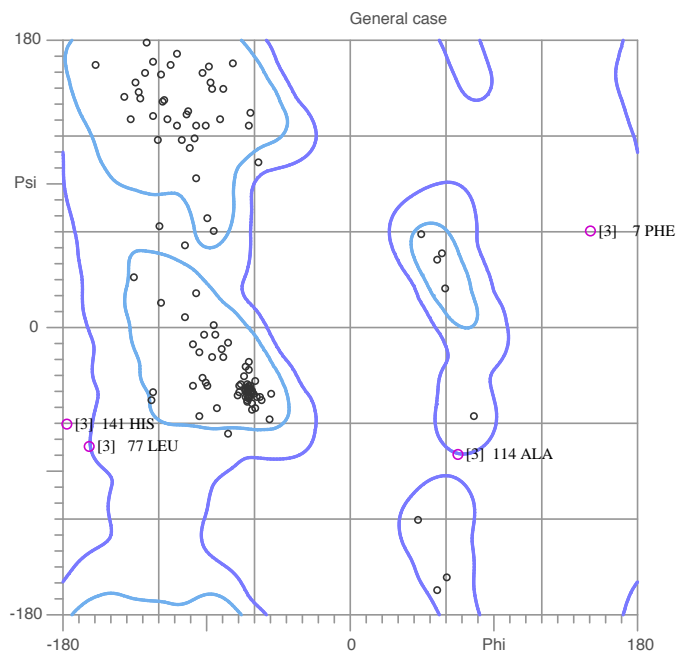 General case
180
Psi
[3] 7 PHE
0
[3] 141 HIS
[3] 77 LEU
[3] 114 ALA
-180
-180 0 Phi 180